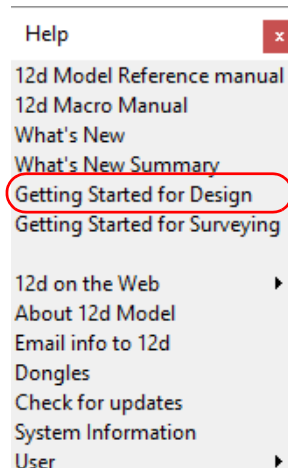 Help x
12d Model Reference manual
12d Macro Manual
What's New
What's New Summary
Getting Started for Design
Getting Started for Surveying
12d on the Web
About 12d Model
Email info to 12d
Dongles
Check for updates
System Information
User